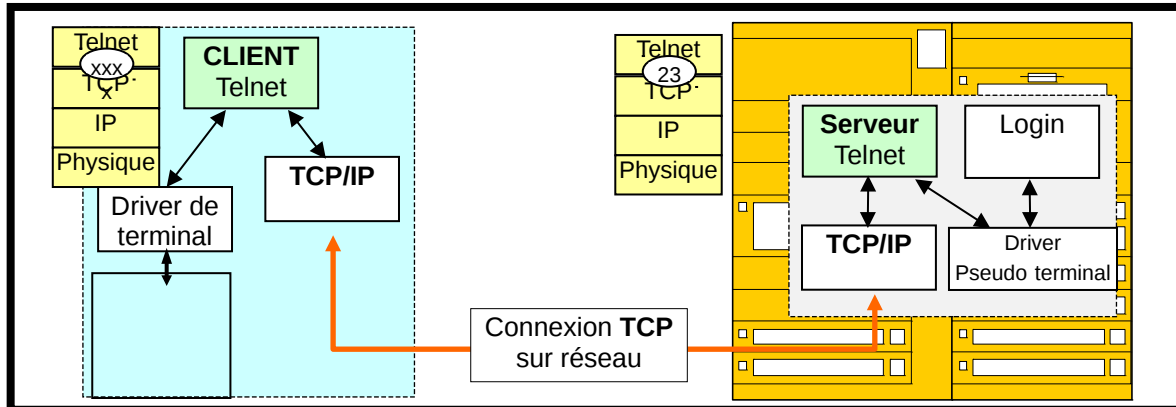 Telnet
xxx
x
TCP
IP
Physique
CLIENT
Telnet
TCP/IP
Driver de
terminal
Connexion TCP
sur réseau
Telnet
23
TCP
IP
Physique
Serveur
Telnet
Login
TCP/IP
Driver
Pseudo terminal